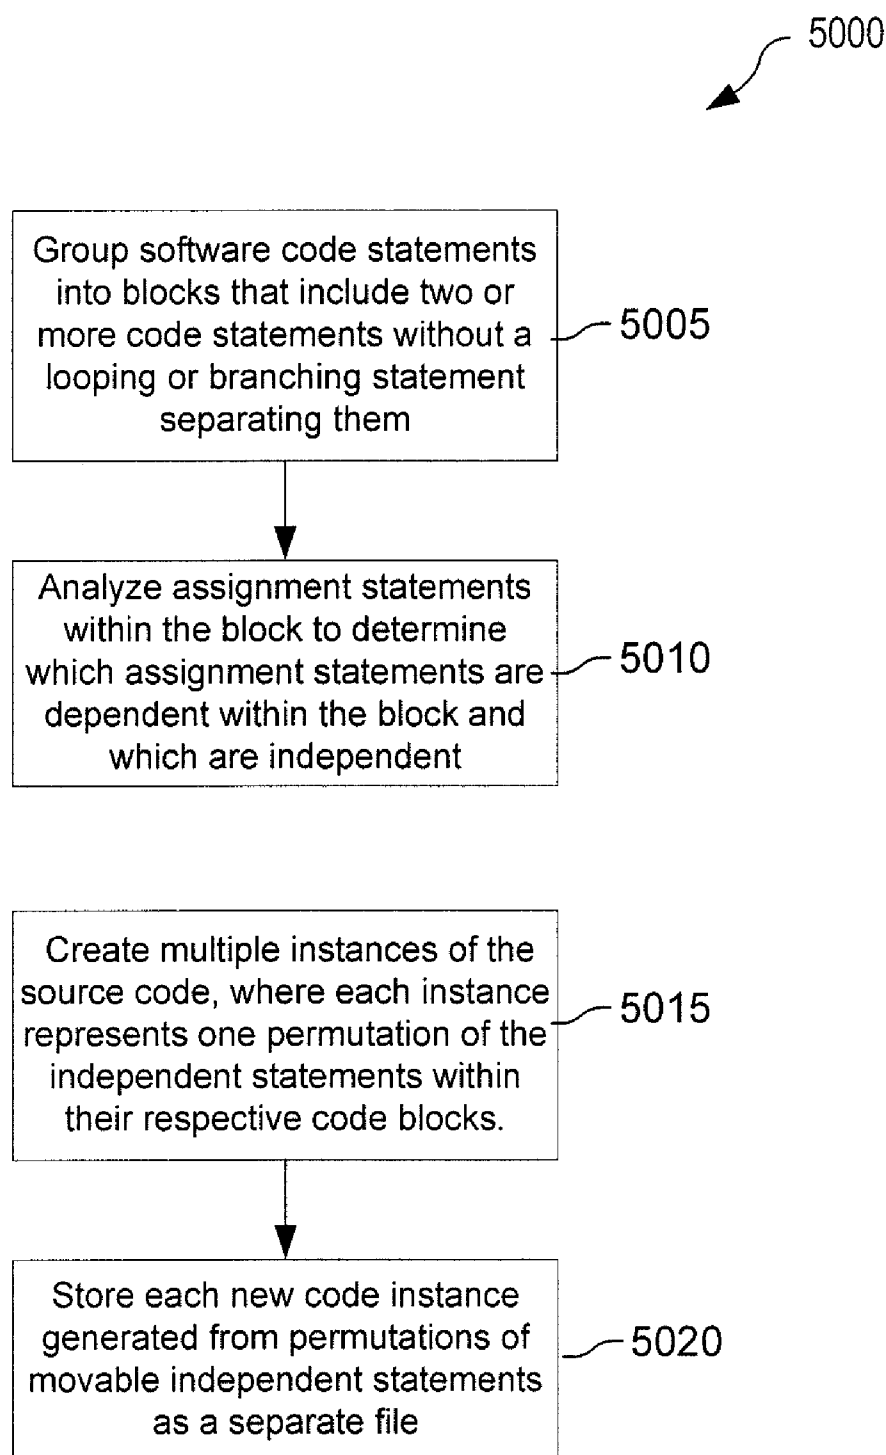 5000
Group software code statements
into blocks that include two or
more code statements without a
looping or branching statement
separating them
5005
Analyze assignment statements
within the block to determine
which assignment statements are
dependent within the block and
which are independent
5010
Create multiple instances of the
source code, where each instance
represents one permutation of the
independent statements within
their respective code blocks.
5015
Store each new code instance
generated from permutations of
movable independent statements
as a separate file
5020